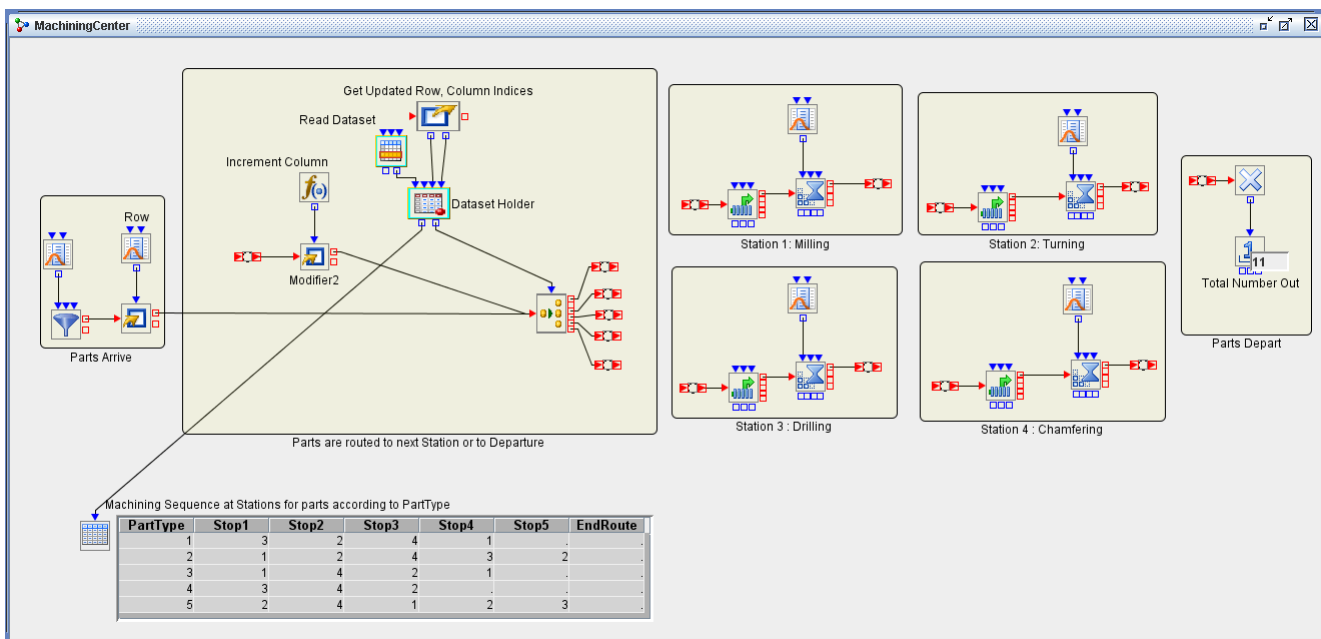 MachiningCenter
Get Updated Row, Column Indices
Read Dataset
Increment Column
Dataset Holder
Row
Modifier2
Parts Arrive
Parts are routed to next Station or to Departure
Station 1: Milling
Station 2: Turning
Station 3 : Drilling
Station 4 : Chamfering
1
11
Total Number Out
Parts Depart
Machining Sequence at Stations for parts according to PartType
PartType Stop1 Stop2 Stop3 Stop4 Stop5 EndRoute
1 3 2 4 1 . .
2 1 2 4 3 2 .
3 1 4 2 1 . .
4 3 4 2 . . .
5 2 4 1 2 3 .